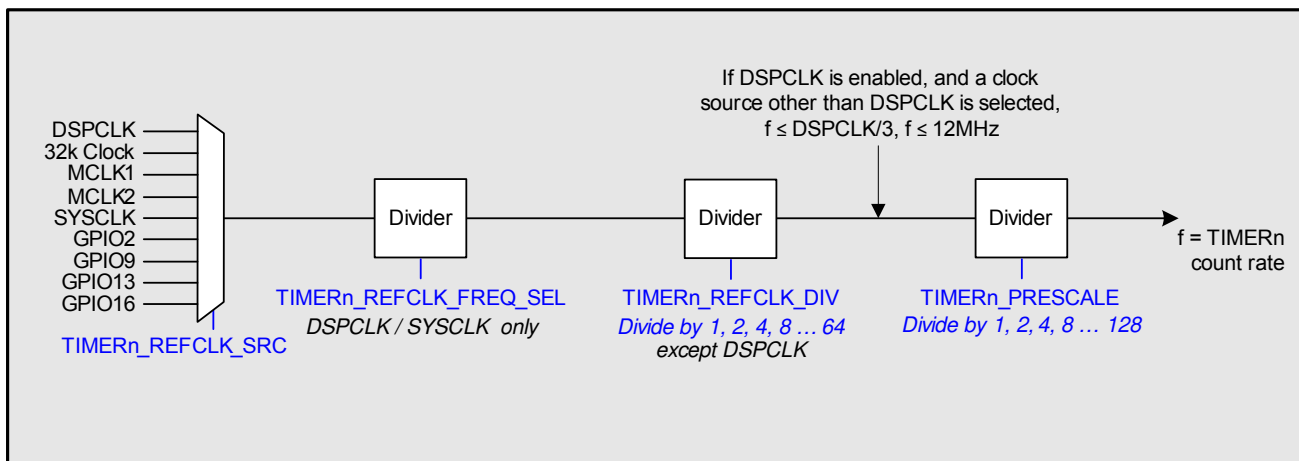 If DSPCLK is enabled, and a clock
source other than DSPCLK is selected,
f ≤ DSPCLK/3, f ≤ 12MHz
DSPCLK
32k Clock
MCLK1
MCLK2
SYSCLK
GPIO2
GPIO9
GPIO13
GPIO16
TIMERn_REFCLK_SRC
Divider
TIMERn_REFCLK_FREQ_SEL
DSPCLK / SYSCLK only
Divider
TIMERn_REFCLK_DIV
Divide by 1, 2, 4, 8 … 64
except DSPCLK
Divider
TIMERn_PRESCALE
Divide by 1, 2, 4, 8 … 128
f = TIMERn
count rate